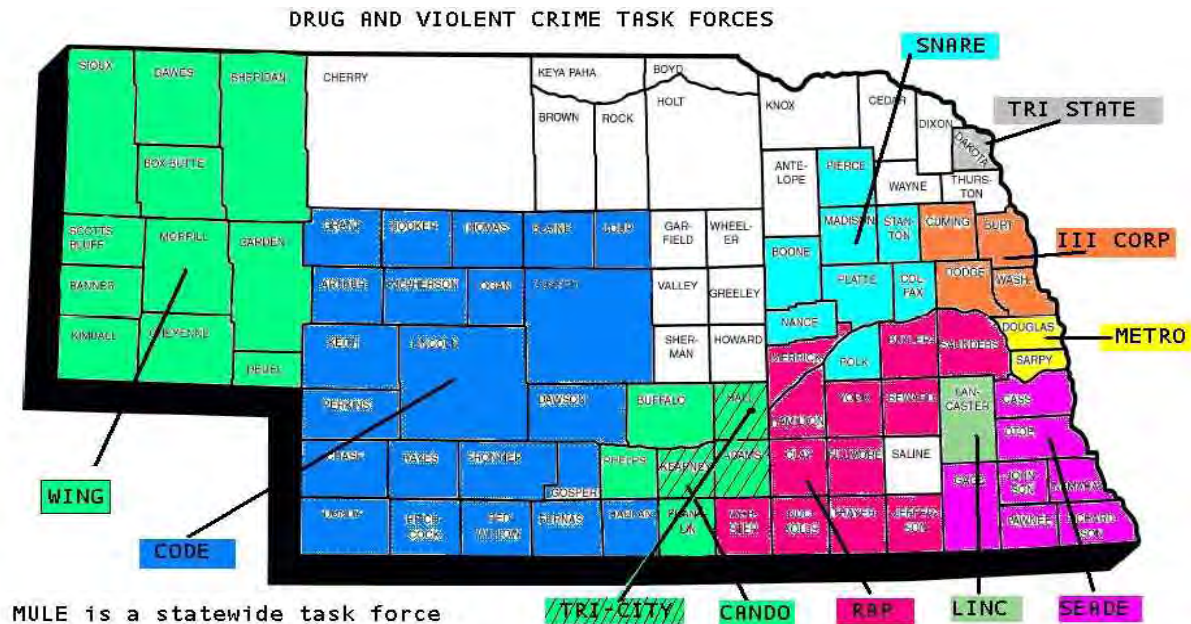 DRUG AND VIOLENT CRIME TASK FORCES
SNARE
SIOUX
DAWES
SHERIDAN
CHERRY
KEYA PAHA
BOYD
HOLT
KNOX
CEDAR
DIXON
DAKOTA
TRI STATE
BROWN
ROCK
BOX BUTTE
ANTE-
LOPE
PIERCE
WAYNE
THURS-
TON
SCOTTS
BLUFF
MORRILL
GARDEN
GRANT
HOOKER
THOMAS
BLAINE
LOUP
GAR-
FIELD
WHEEL-
ER
BOONE
MADISON
STAN-
TON
CUMING
BURT
III CORP
BANNER
ARTHUR
MCPHERSON
LOGAN
VALLEY
GREELEY
PLATTE
COL-
FAX
DODGE
WASH.
KIMBALL
CHEYENNE
DEUEL
KEITH
LINCOLN
SHER-
MAN
HOWARD
NANCE
MERRICK
POLK
BUTLER
SAUNDERS
DOUGLAS
SARPY
METRO
PERKINS
DAWSON
BUFFALO
HALL
HAMILTON
YORK
SEWARD
LAN-
CASTER
CASS
OTOE
CHASE
HAYES
FRONTIER
GOSPER
PHELPS
KEARNEY
ADAMS
CLAY
FILLMORE
SALINE
GAGE
JOHN-
SON
NEMAHA
WING
DUNDY
HITCH-
COCK
RED
WILLOW
FURNAS
HARLAN
FRANK-
LIN
WEB-
STER
NUC-
KOLLS
THAYER
JEFFER-
SON
PAWNEE
RICHARD-
SON
CODE
MULE is a statewide task force
TRI-CITY
CANDO
RAP
LINC
SEADE